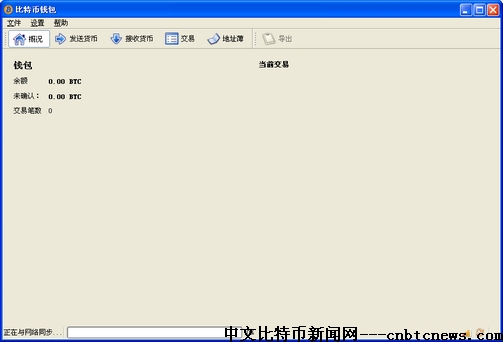 比特币钱包
文件 设置 帮助
概况 发送货币 接收货币 交易 地址薄 导出
钱包 当前交易
余额 0.00 BTC
未确认： 0.00 BTC
交易笔数 0
正在与网络同步...
中文比特币新闻网---cnbtcnews.com